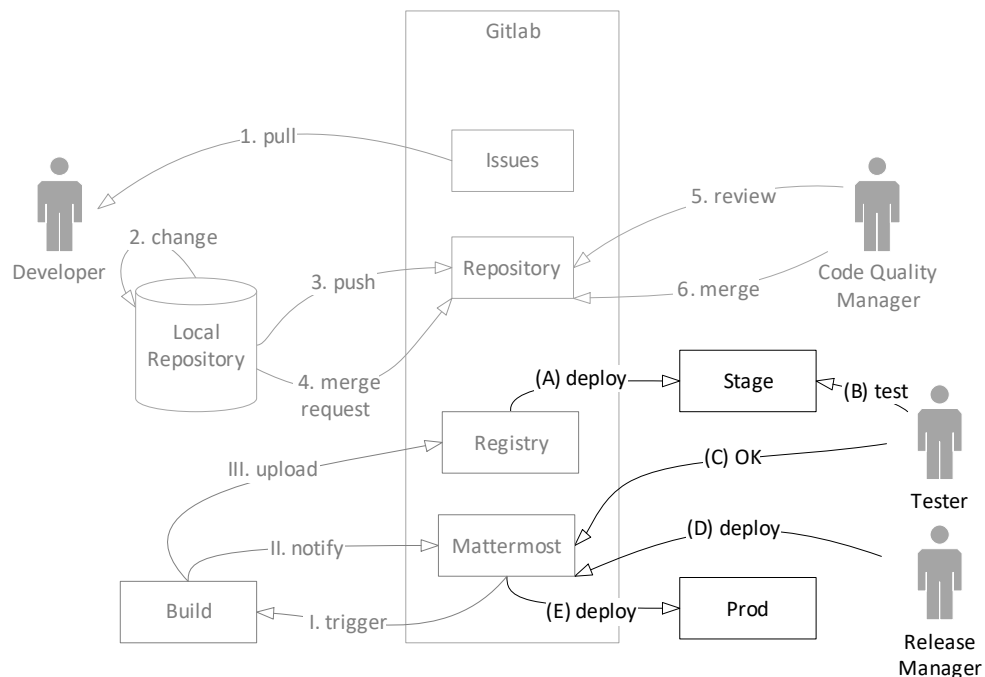 Gitlab
1. pull
Issues
Developer
2. change
5. review
3. push
Repository
6. merge
Code Quality
Manager
Local
Repository
4. merge
request
(A) deploy
Stage
(B) test
Registry
III. upload
(C) OK
Tester
(D) deploy
II. notify
Mattermost
Build
I. trigger
(E) deploy
Prod
Release
Manager